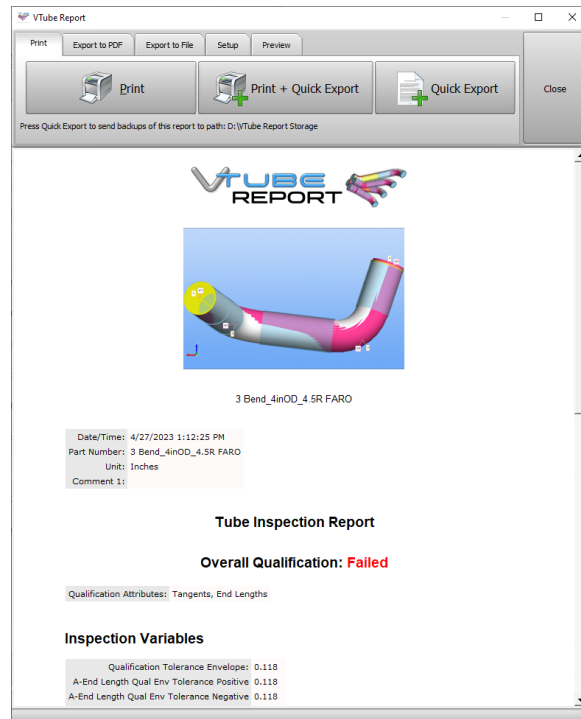 VTube Report
Print
Export to PDF
Export to File
Setup
Preview
Print
Print + Quick Export
Quick Export
Close
Press Quick Export to send backups of this report to path: D:\VTube Report Storage
VTUBE
REPORT
3 Bend_4inOD_4.5R FARO
Date/Time: 4/27/2023 1:12:25 PM
Part Number: 3 Bend_4inOD_4.5R FARO
Unit: Inches
Comment 1:
Tube Inspection Report
Overall Qualification: Failed
Qualification Attributes: Tangents, End Lengths
Inspection Variables
Qualification Tolerance Envelope: 0.118
A-End Length Qual Env Tolerance Positive 0.118
A-End Length Qual Env Tolerance Negative 0.118